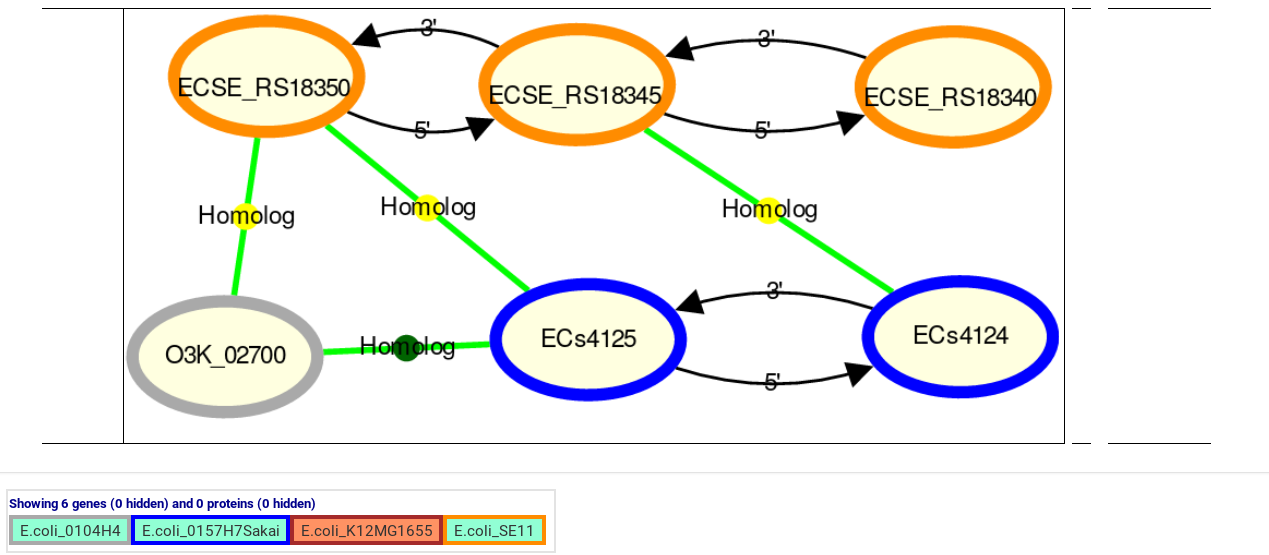 3'
3'
ECSE_RS18350
ECSE_RS18345
ECSE_RS18340
5'
5'
Homolog
Homolog
Homolog
3'
O3K_02700
Homolog
ECs4125
ECs4124
5'
Showing 6 genes (0 hidden) and 0 proteins (0 hidden)
E.coli_0104H4 E.coli_0157H7Sakai E.coli_K12MG1655 E.coli_SE11